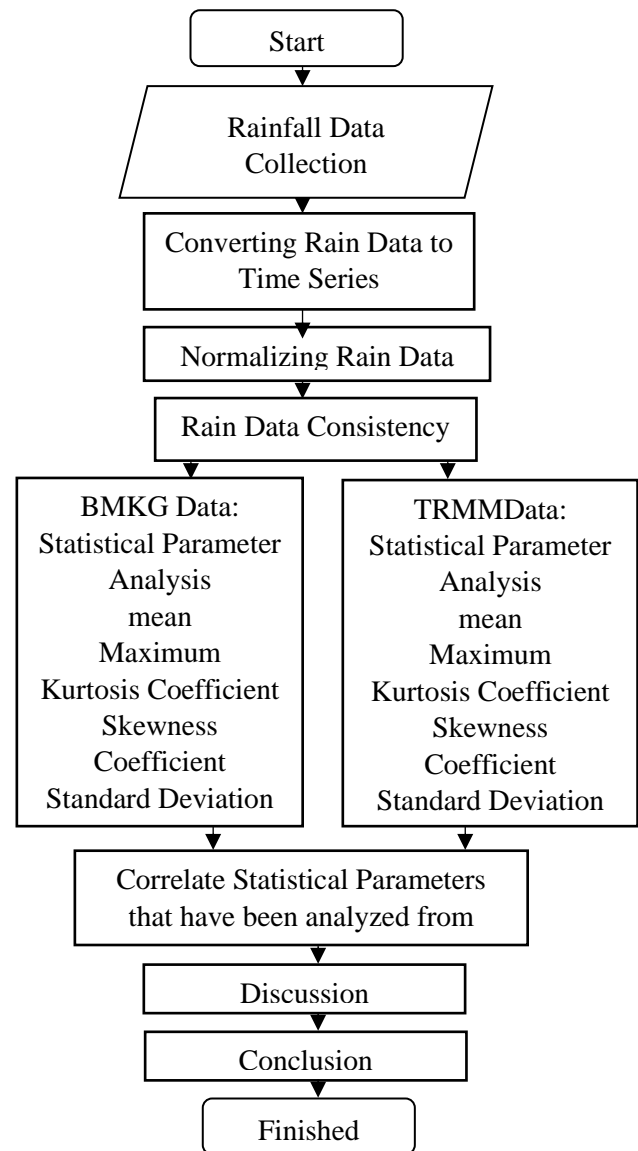 Start
Rainfall Data
Collection
Converting Rain Data to
Time Series
Normalizing Rain Data
Rain Data Consistency
BMKG Data:
Statistical Parameter
Analysis
mean
Maximum
Kurtosis Coefficient
Skewness
Coefficient
Standard Deviation
TRMMData:
Statistical Parameter
Analysis
mean
Maximum
Kurtosis Coefficient
Skewness
Coefficient
Standard Deviation
Correlate Statistical Parameters
that have been analyzed from
Discussion
Conclusion
Finished